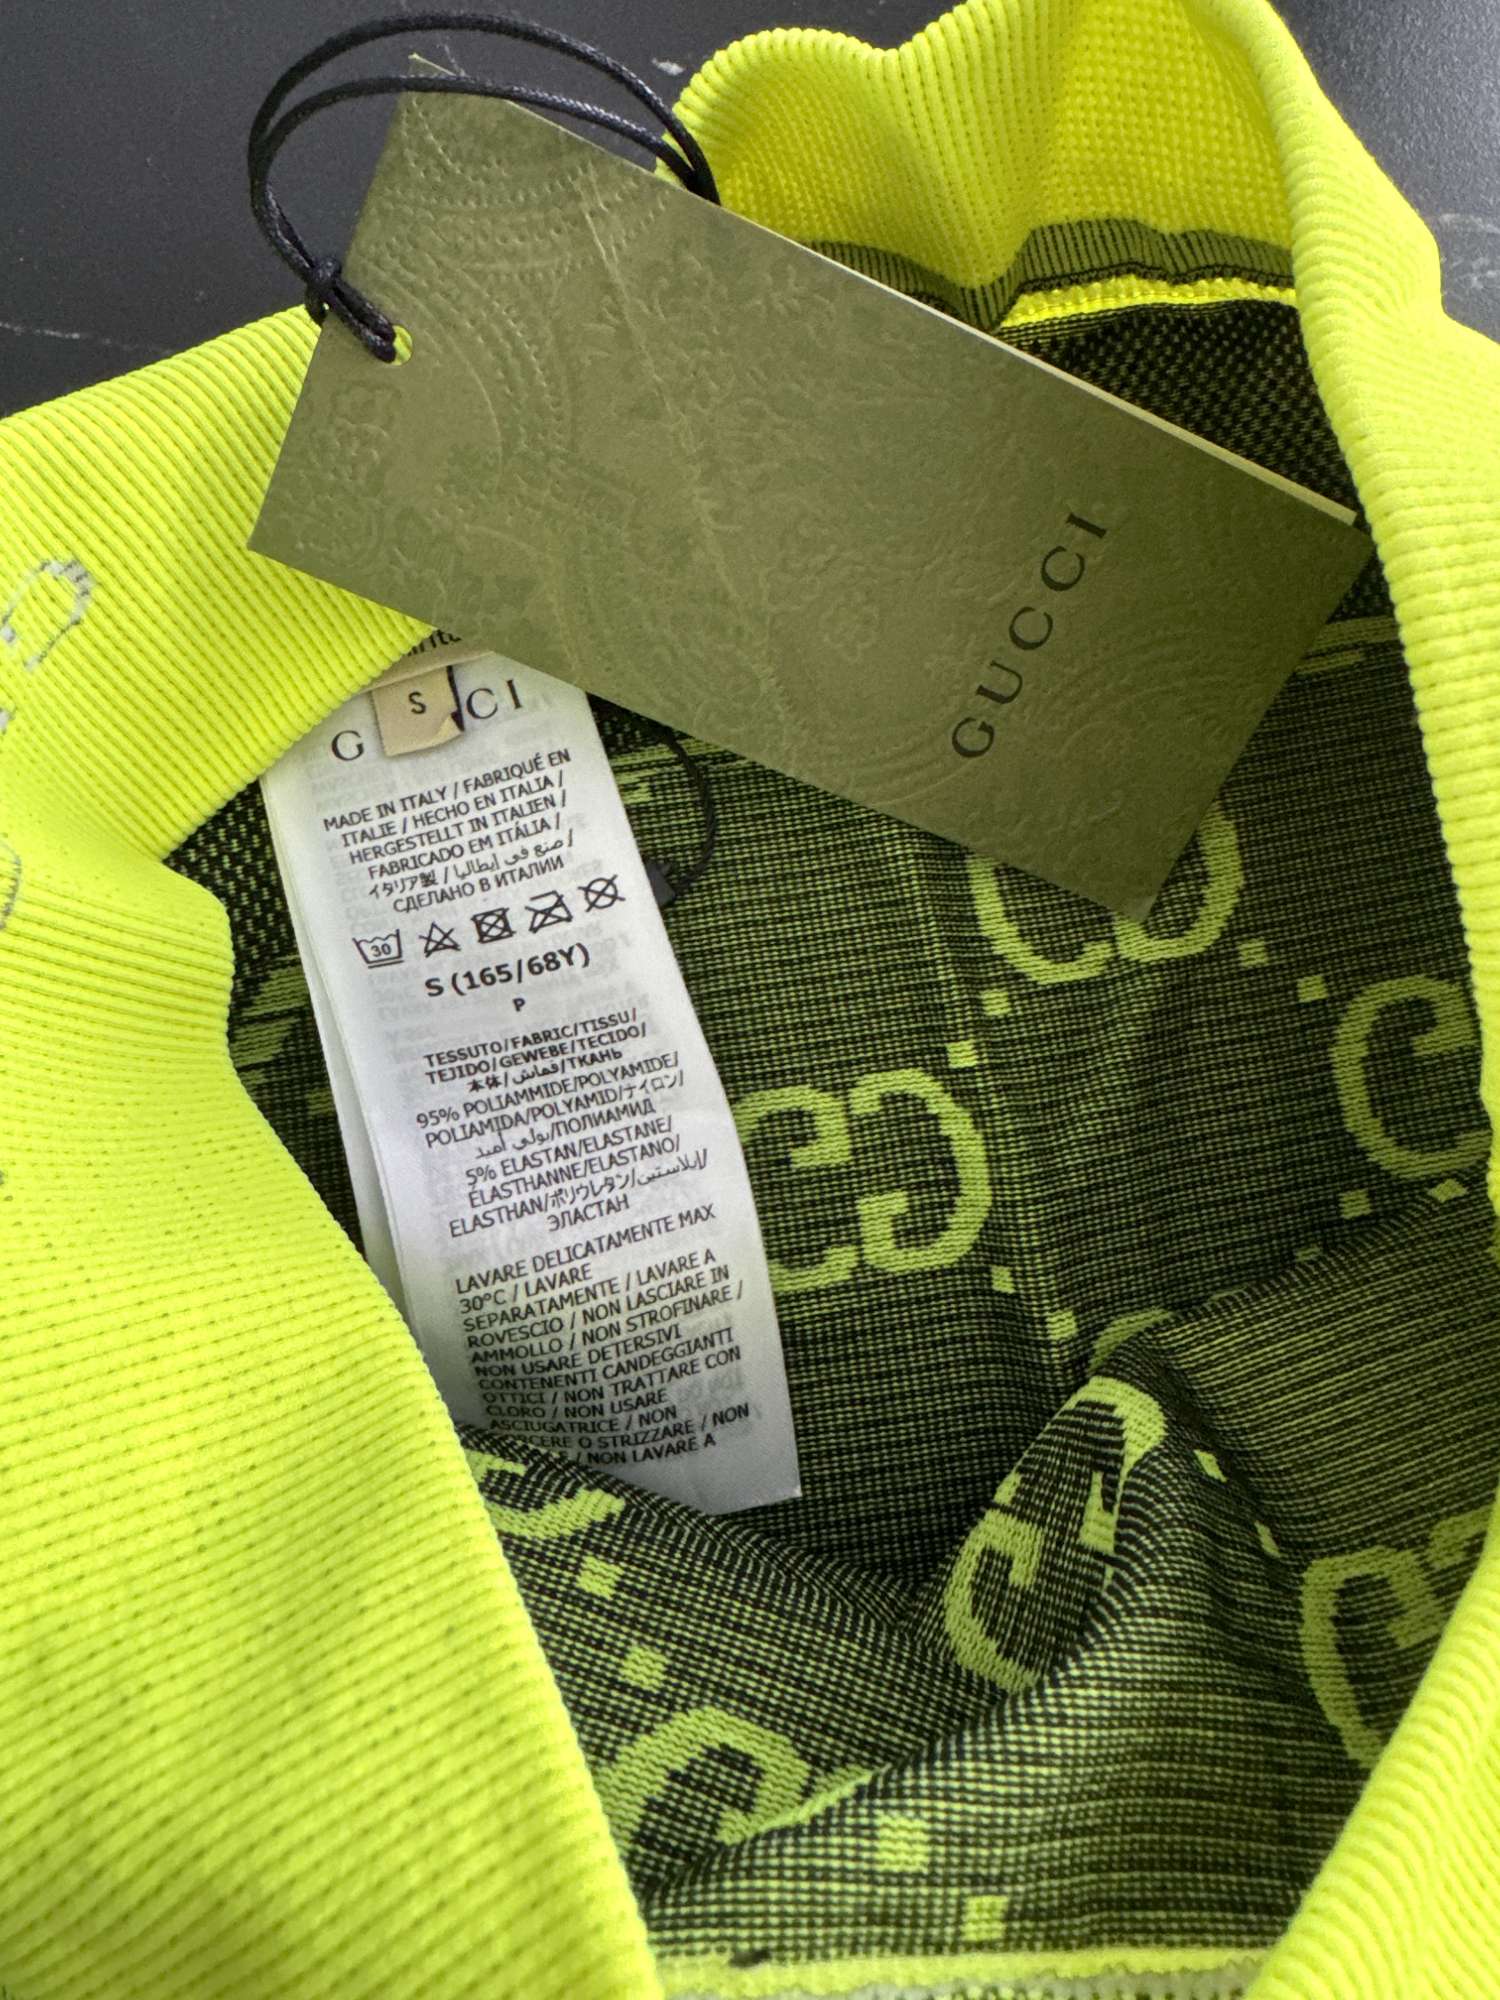 GUCCI
S
G CI
MADE IN ITALY / FABRIQUÉ EN
ITALIE / HECHO EN ITALIA /
HERGESTELLT IN ITALIEN /
FABRICADO EM ITÁLIA /
イタリア製 / صنع في إيطاليا /
СДЕЛАНО В ИТАЛИИ
30
S (165/68Y)
P
TESSUTO/FABRIC/TISSU/
TEJIDO/GEWEBE/TECIDO/
本体/قماش/ТКАНЬ
95% POLIAMMIDE/POLYAMIDE/
POLIAMIDA/POLYAMID/ナイロン/
بولي أميد/ПОЛИАМИД
5% ELASTAN/ELASTANE/
ELASTHANNE/ELASTANO/
ELASTHAN/ポリウレタン/إيلاستين/
ЭЛАСТАН
LAVARE DELICATAMENTE MAX
30°C / LAVARE
SEPARATAMENTE / LAVARE A
ROVESCIO / NON LASCIARE IN
AMMOLLO / NON STROFINARE /
NON USARE DETERSIVI
CONTENENTI CANDEGGIANTI
OTTICI / NON TRATTARE CON
CLORO / NON USARE
ASCIUGATRICE / NON
TORCERE O STRIZZARE / NON
/ NON LAVARE A